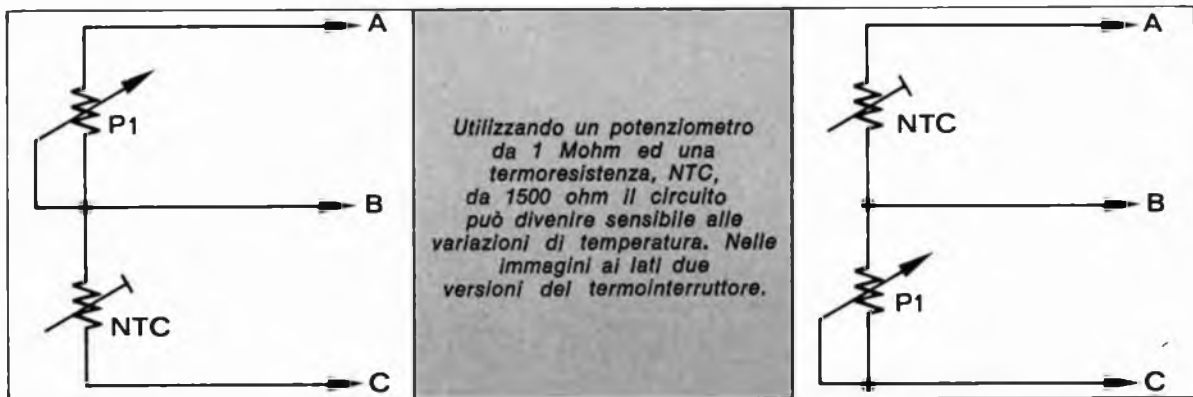 A
P1
B
NTC
C
Utilizzando un potenziometro
da 1 Mohm ed una
termoresistenza, NTC,
da 1500 ohm il circuito
può divenire sensibile alle
variazioni di temperatura. Nelle
immagini ai lati due
versioni del termointerruttore.
A
NTC
B
P1
C